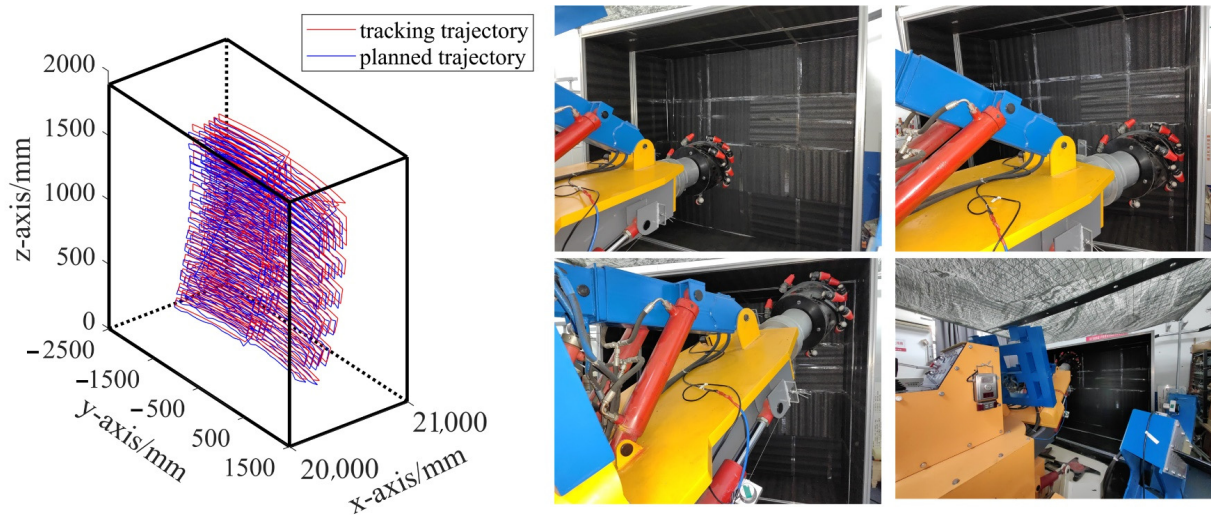 tracking trajectory
planned trajectory
2000
1500
1000
500
0
−2500
−1500
−500
500
1500
20,000
21,000
z-axis/mm
y-axis/mm
x-axis/mm